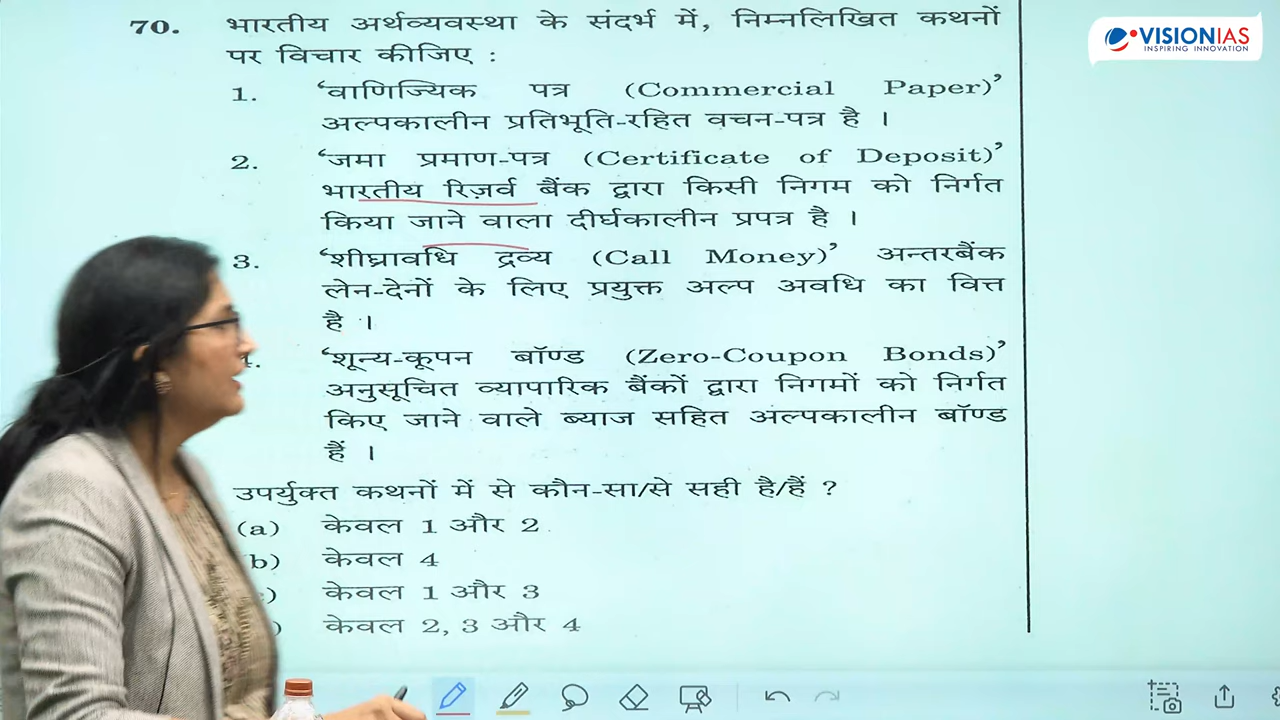 VISIONIAS
INSPIRING INNOVATION
70. भारतीय अर्थव्यवस्था के संदर्भ में, निम्नलिखित कथनों
पर विचार कीजिए :
1. ‘वाणिज्यिक पत्र (Commercial Paper)’
अल्पकालीन प्रतिभूति-रहित वचन-पत्र है ।
2. ‘जमा प्रमाण-पत्र (Certificate of Deposit)’
भारतीय रिज़र्व बैंक द्वारा किसी निगम को निर्गत
किया जाने वाला दीर्घकालीन प्रपत्र है ।
3. ‘शीघ्रावधि द्रव्य (Call Money)’ अन्तरबैंक
लेन-देनों के लिए प्रयुक्त अल्प अवधि का वित्त
है ।
‘शून्य-कूपन बॉण्ड (Zero-Coupon Bonds)’
अनुसूचित व्यापारिक बैंकों द्वारा निगमों को निर्गत
किए जाने वाले ब्याज सहित अल्पकालीन बॉण्ड
हैं ।
उपर्युक्त कथनों में से कौन-सा/से सही है/हैं ?
(a) केवल 1 और 2
b) केवल 4
) केवल 1 और 3
) केवल 2, 3 और 4